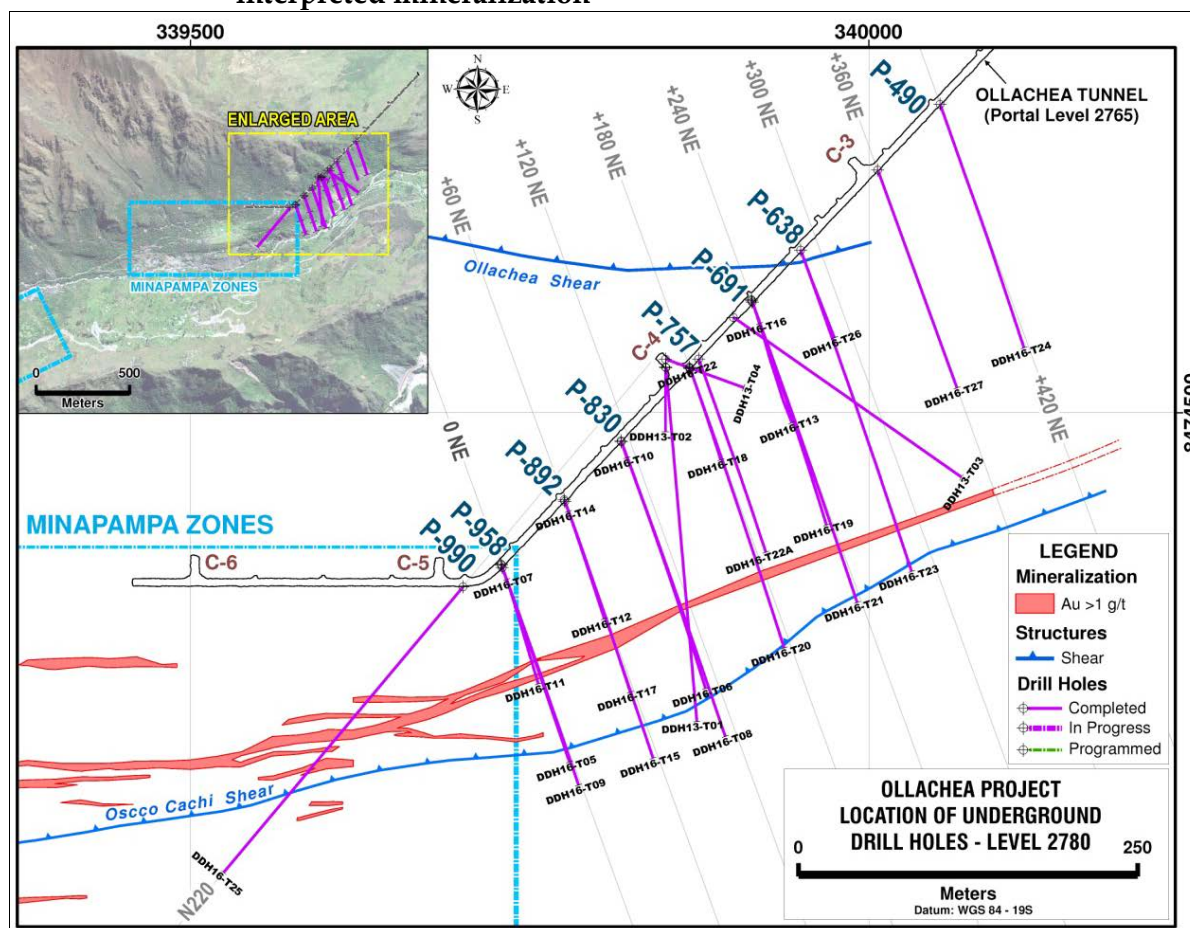 interpreted mineralization
339500
340000
N
W
E
S
ENLARGED AREA
MINAPAMPA ZONES
0
500
Meters
+60 NE
+120 NE
+180 NE
+240 NE
+300 NE
+360 NE
+420 NE
0 NE
N220
8474500
OLLACHEA TUNNEL
(Portal Level 2765)
P-490
C-3
P-638
P-691
P-757
C-4
P-830
P-892
P-958
P-990
C-5
C-6
Ollachea Shear
Oscco Cachi Shear
MINAPAMPA ZONES
DDH16-T16
DDH16-T26
DDH16-T24
DDH16-T27
DDH16-T22
DDH13-T04
DDH13-T02
DDH16-T13
DDH16-T10
DDH16-T18
DDH13-T03
DDH16-T14
DDH16-T19
DDH16-T22A
DDH16-T23
DDH16-T07
DDH16-T21
DDH16-T12
DDH16-T20
DDH16-T11
DDH16-T17
DDH16-T06
DDH13-T01
DDH16-T08
DDH16-T05
DDH16-T15
DDH16-T09
DDH16-T25
LEGEND
Mineralization
Au >1 g/t
Structures
Shear
Drill Holes
Completed
In Progress
Programmed
OLLACHEA PROJECT
LOCATION OF UNDERGROUND
DRILL HOLES - LEVEL 2780
0
250
Meters
Datum: WGS 84 - 19S